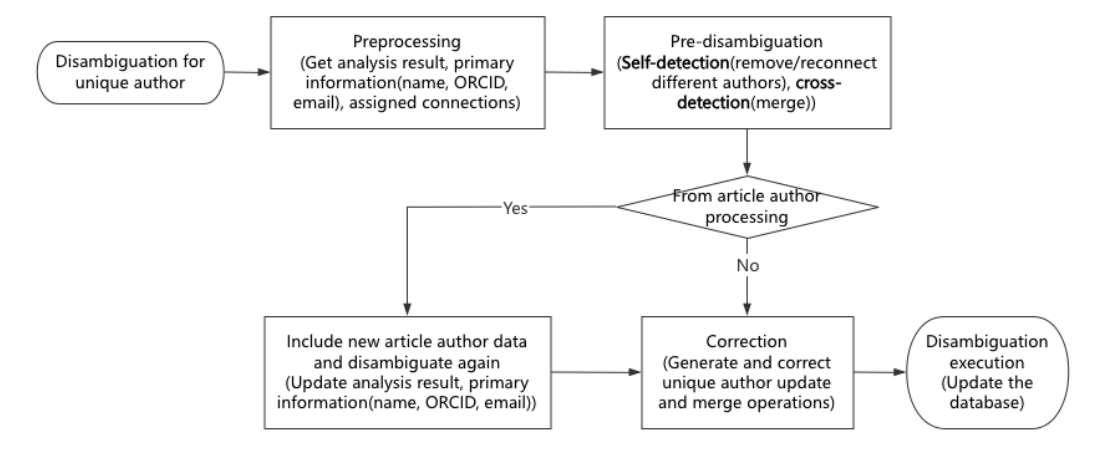 Disambiguation for
unique author
Preprocessing
(Get analysis result, primary
information(name, ORCID,
email), assigned connections)
Pre-disambiguation
(Self-detection(remove/reconnect
different authors), cross-
detection(merge))
From article author
processing
Yes
No
Include new article author data
and disambiguate again
(Update analysis result, primary
information(name, ORCID, email))
Correction
(Generate and correct
unique author update
and merge operations)
Disambiguation
execution
(Update the
database)